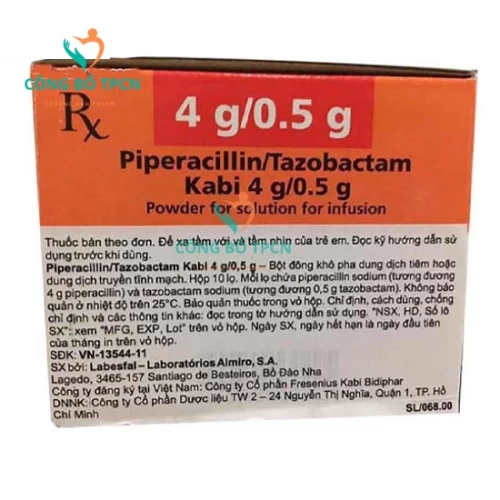 CÔNG BỐ TPCN
Rx
4 g/0.5 g
Piperacillin/Tazobactam
Kabi 4 g/0.5 g
Powder for solution for infusion
CÔNG BỐ TPCN
Thuốc bán theo đơn. Để xa tầm với và tầm nhìn của trẻ em. Đọc kỹ hướng dẫn sử
dụng trước khi dùng.
Piperacillin/Tazobactam Kabi 4 g/0,5 g – Bột đông khô pha dung dịch tiêm hoặc
dung dịch truyền tĩnh mạch. Hộp 10 lọ. Mỗi lọ chứa piperacillin sodium (tương đương
4 g piperacillin) và tazobactam sodium (tương đương 0,5 g tazobactam). Không bảo
quản ở nhiệt độ trên 25°C. Bảo quản thuốc trong vỏ hộp. Chỉ định, cách dùng, chống
chỉ định và các thông tin khác: đọc trong tờ hướng dẫn sử dụng. "NSX, HD, Số lô
SX": xem "MFG, EXP, Lot" trên vỏ hộp. Ngày SX, ngày hết hạn là ngày đầu tiên
của tháng in trên vỏ hộp.
SĐK: VN-13544-11
SX bởi: Labesfal – Laboratórios Almiro, S.A.
Lagedo, 3465-157 Santiago de Besteiros, Bồ Đào Nha
Công ty đăng ký tại Việt Nam: Công ty Cổ phần Fresenius Kabi Bidiphar
DNNK: Công ty Cổ phần Dược liệu TW 2 – 24 Nguyễn Thị Nghĩa, Quận 1, TP. Hồ
Chí Minh
SL/068.00
CÔNG BỐ TPCN